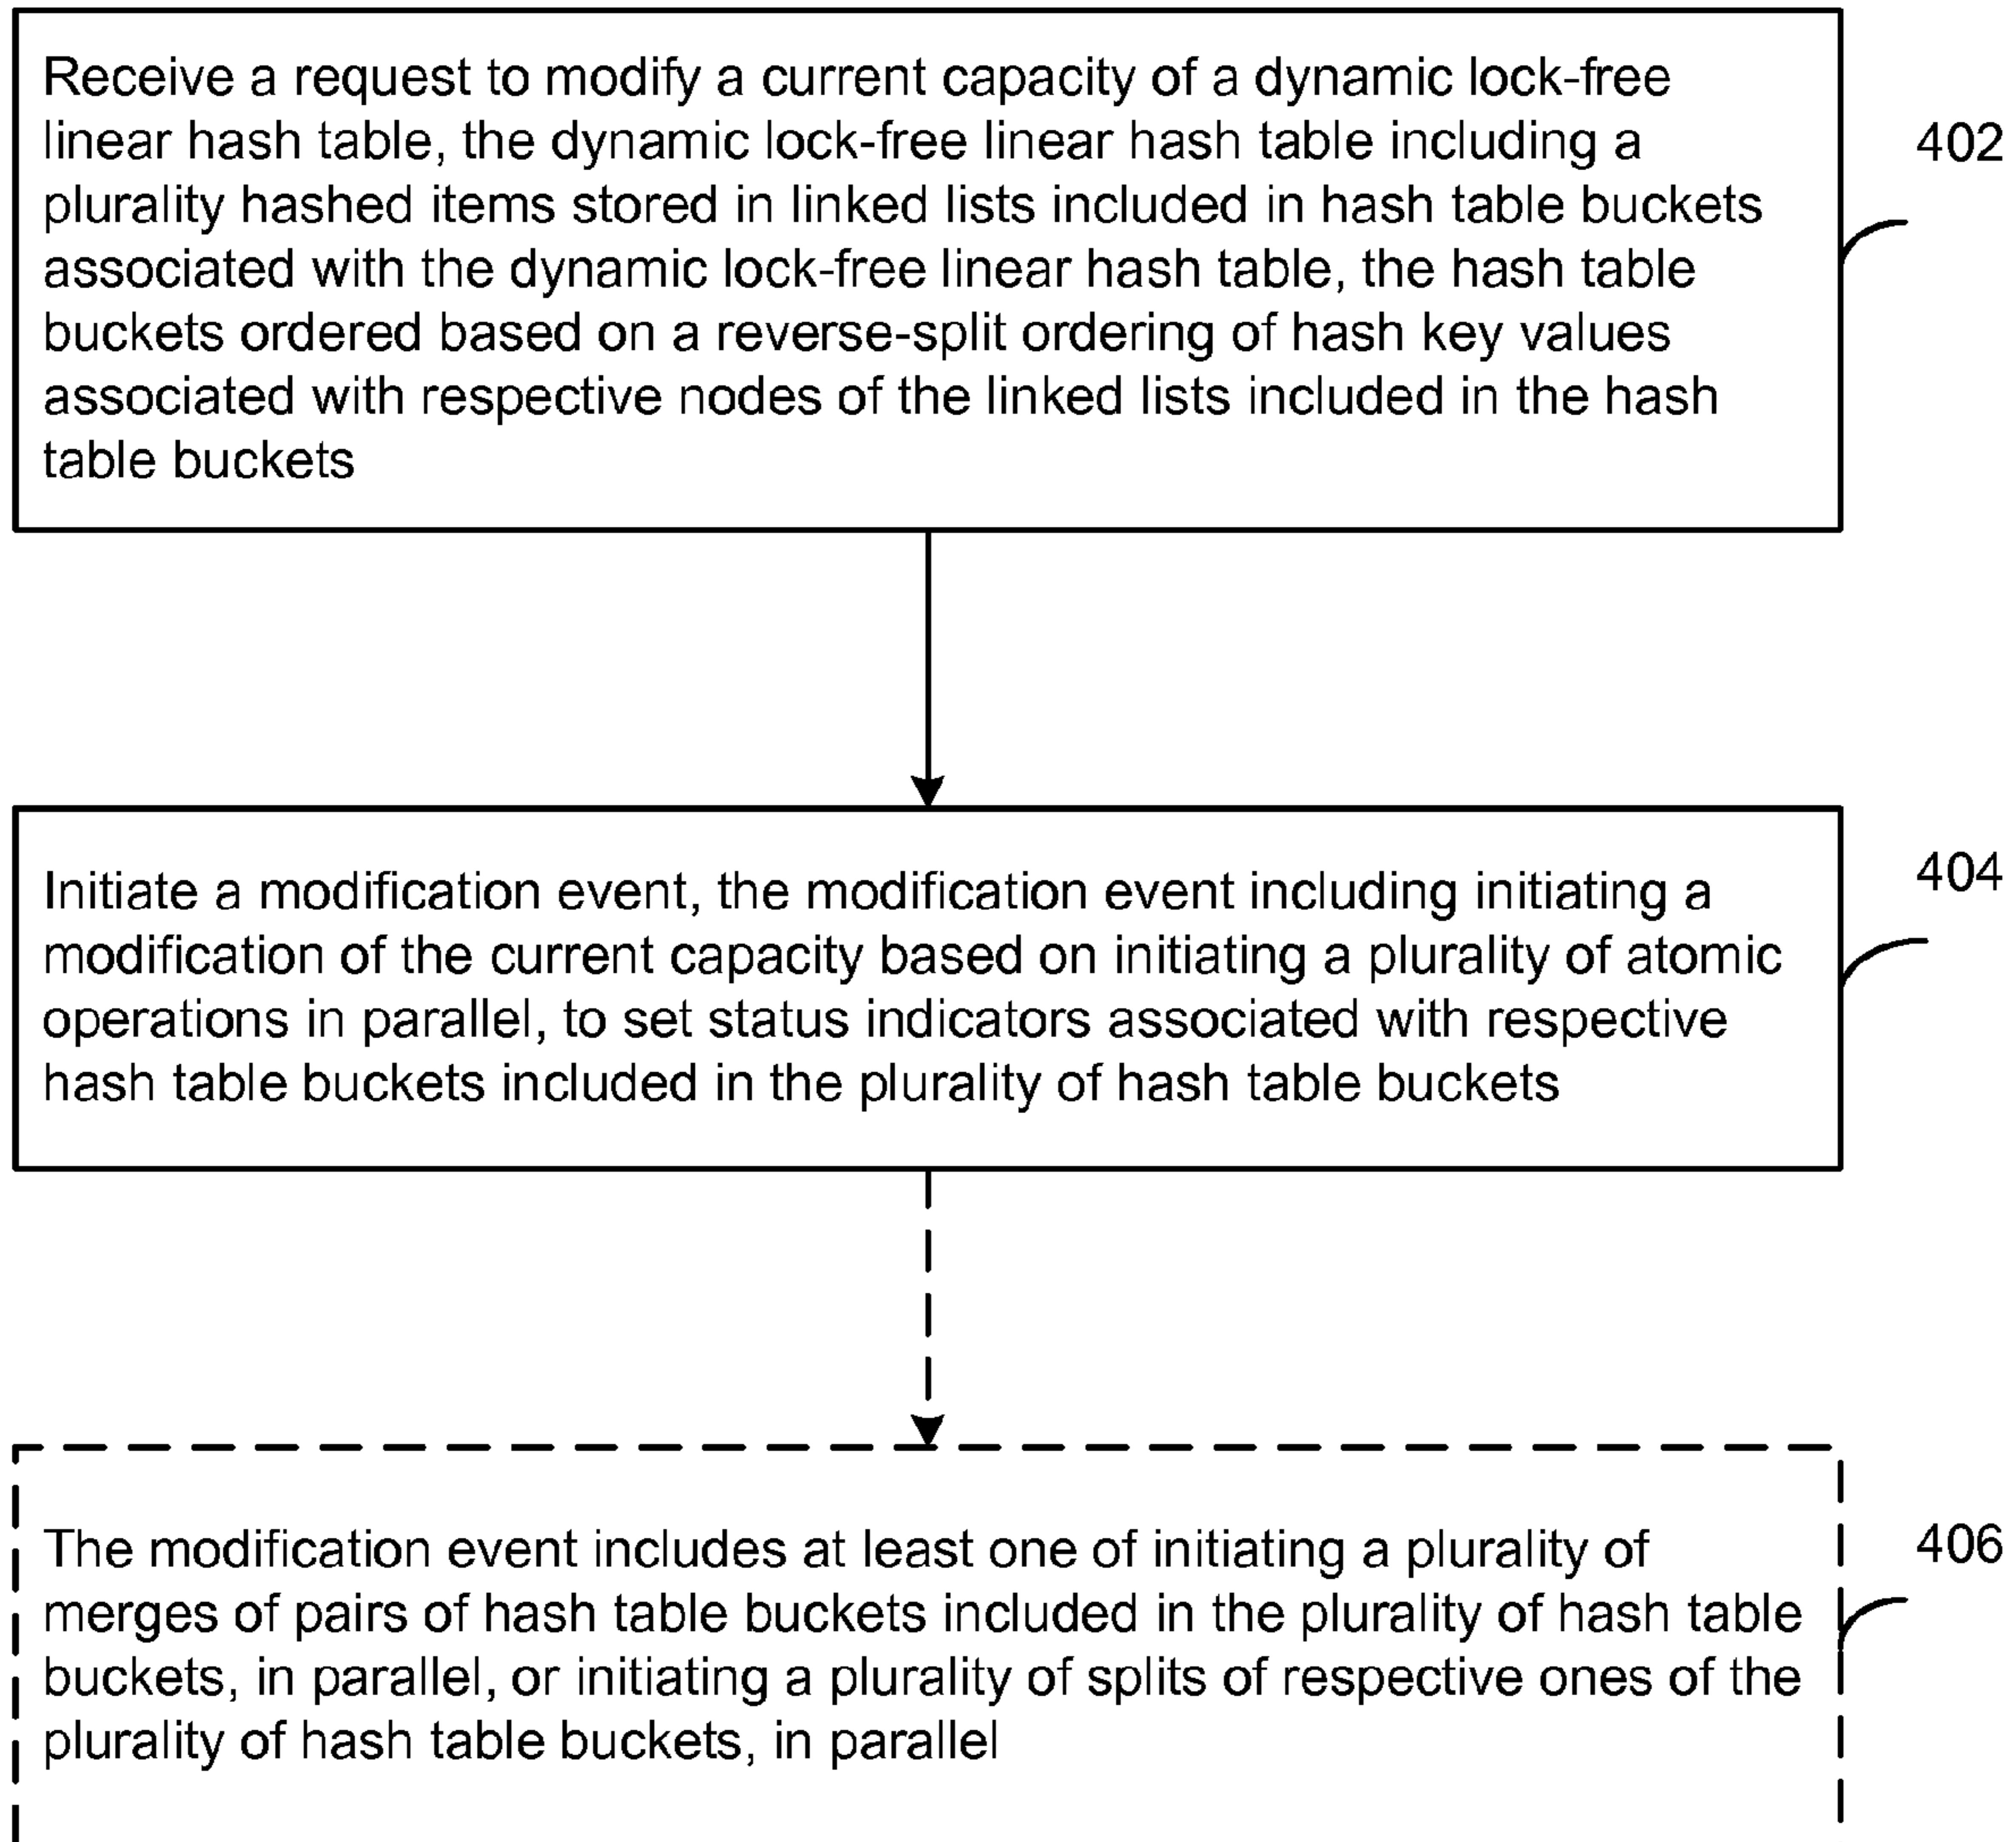 Receive a request to modify a current capacity of a dynamic lock-free
linear hash table, the dynamic lock-free linear hash table including a
plurality hashed items stored in linked lists included in hash table buckets
associated with the dynamic lock-free linear hash table, the hash table
buckets ordered based on a reverse-split ordering of hash key values
associated with respective nodes of the linked lists included in the hash
table buckets
402
Initiate a modification event, the modification event including initiating a
modification of the current capacity based on initiating a plurality of atomic
operations in parallel, to set status indicators associated with respective
hash table buckets included in the plurality of hash table buckets
404
The modification event includes at least one of initiating a plurality of
merges of pairs of hash table buckets included in the plurality of hash table
buckets, in parallel, or initiating a plurality of splits of respective ones of the
plurality of hash table buckets, in parallel
406